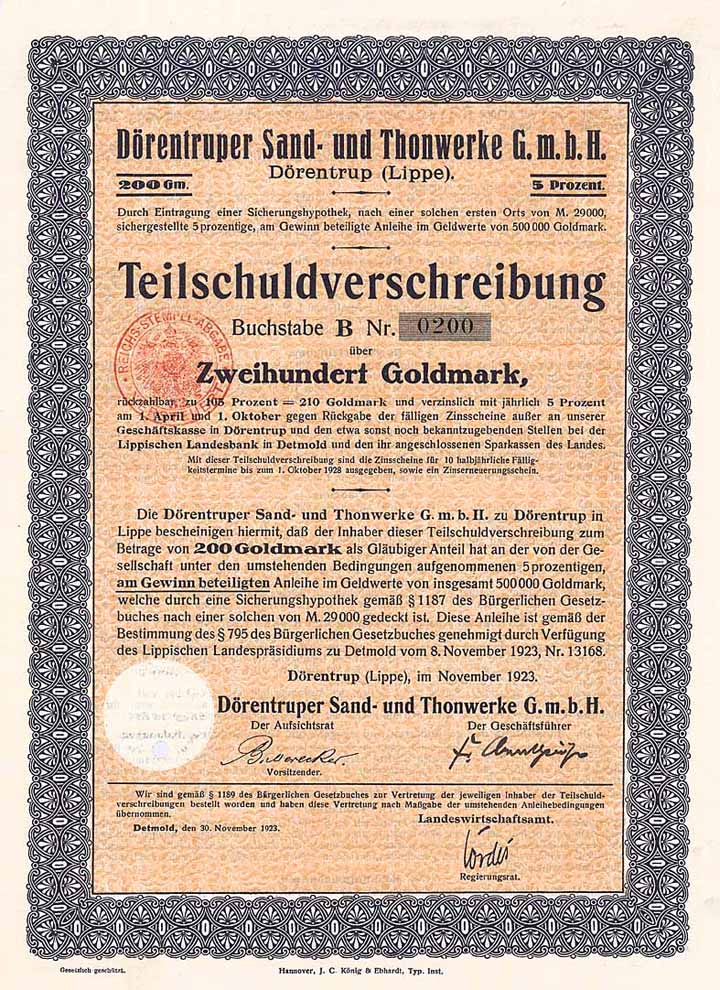 Dörentruper Sand- und Thonwerke G. m. b. H.
Dörentrup (Lippe).
200 Gm.
5 Prozent.
Durch Eintragung einer Sicherungshypothek, nach einer solchen ersten Orts von M. 29000,
sichergestellte 5 prozentige, am Gewinn beteiligte Anleihe im Geldwerte von 500 000 Goldmark.
Teilschuldverschreibung
Buchstabe B Nr. 0200
REICHS-STEMPEL-ABGABE
über
Zweihundert Goldmark,
rückzahlbar, zu 105 Prozent = 210 Goldmark und verzinslich mit jährlich 5 Prozent
am 1. April und 1. Oktober gegen Rückgabe der fälligen Zinsscheine außer an unserer
Geschäftskasse in Dörentrup und den etwa sonst noch bekanntzugebenden Stellen bei der
Lippischen Landesbank in Detmold und den ihr angeschlossenen Sparkassen des Landes.
Mit dieser Teilschuldverschreibung sind die Zinsscheine für 10 halbjährliche Fällig-
keitstermine bis zum 1. Oktober 1928 ausgegeben, sowie ein Zinserneuerungsschein.
Die Dörentruper Sand- und Thonwerke G. m. b. H. zu Dörentrup in
Lippe bescheinigen hiermit, daß der Inhaber dieser Teilschuldverschreibung zum
Betrage von 200 Goldmark als Gläubiger Anteil hat an der von der Ge-
sellschaft unter den umstehenden Bedingungen aufgenommenen 5 prozentigen,
am Gewinn beteiligten Anleihe im Geldwerte von insgesamt 500 000 Goldmark,
welche durch eine Sicherungshypothek gemäß § 1187 des Bürgerlichen Gesetz-
buches nach einer solchen von M. 29 000 gedeckt ist. Diese Anleihe ist gemäß der
Bestimmung des § 795 des Bürgerlichen Gesetzbuches genehmigt durch Verfügung
des Lippischen Landespräsidiums zu Detmold vom 8. November 1923, Nr. 13168.
Dörentrup (Lippe), im November 1923.
Dörentruper Sand- und Thonwerke G. m. b. H.
Der Aufsichtsrat
Der Geschäftsführer
Vorsitzender.
Wir sind gemäß § 1189 des Bürgerlichen Gesetzbuches zur Vertretung der jeweiligen Inhaber der Teilschuld-
verschreibungen bestellt worden und haben diese Vertretung nach Maßgabe der umstehenden Anleihebedingungen
übernommen.
Landeswirtschaftsamt.
Detmold, den 30. November 1923.
Regierungsrat.
Gesetzlich geschützt.
Hannover, J. C. König & Ebhardt, Typ. Inst.